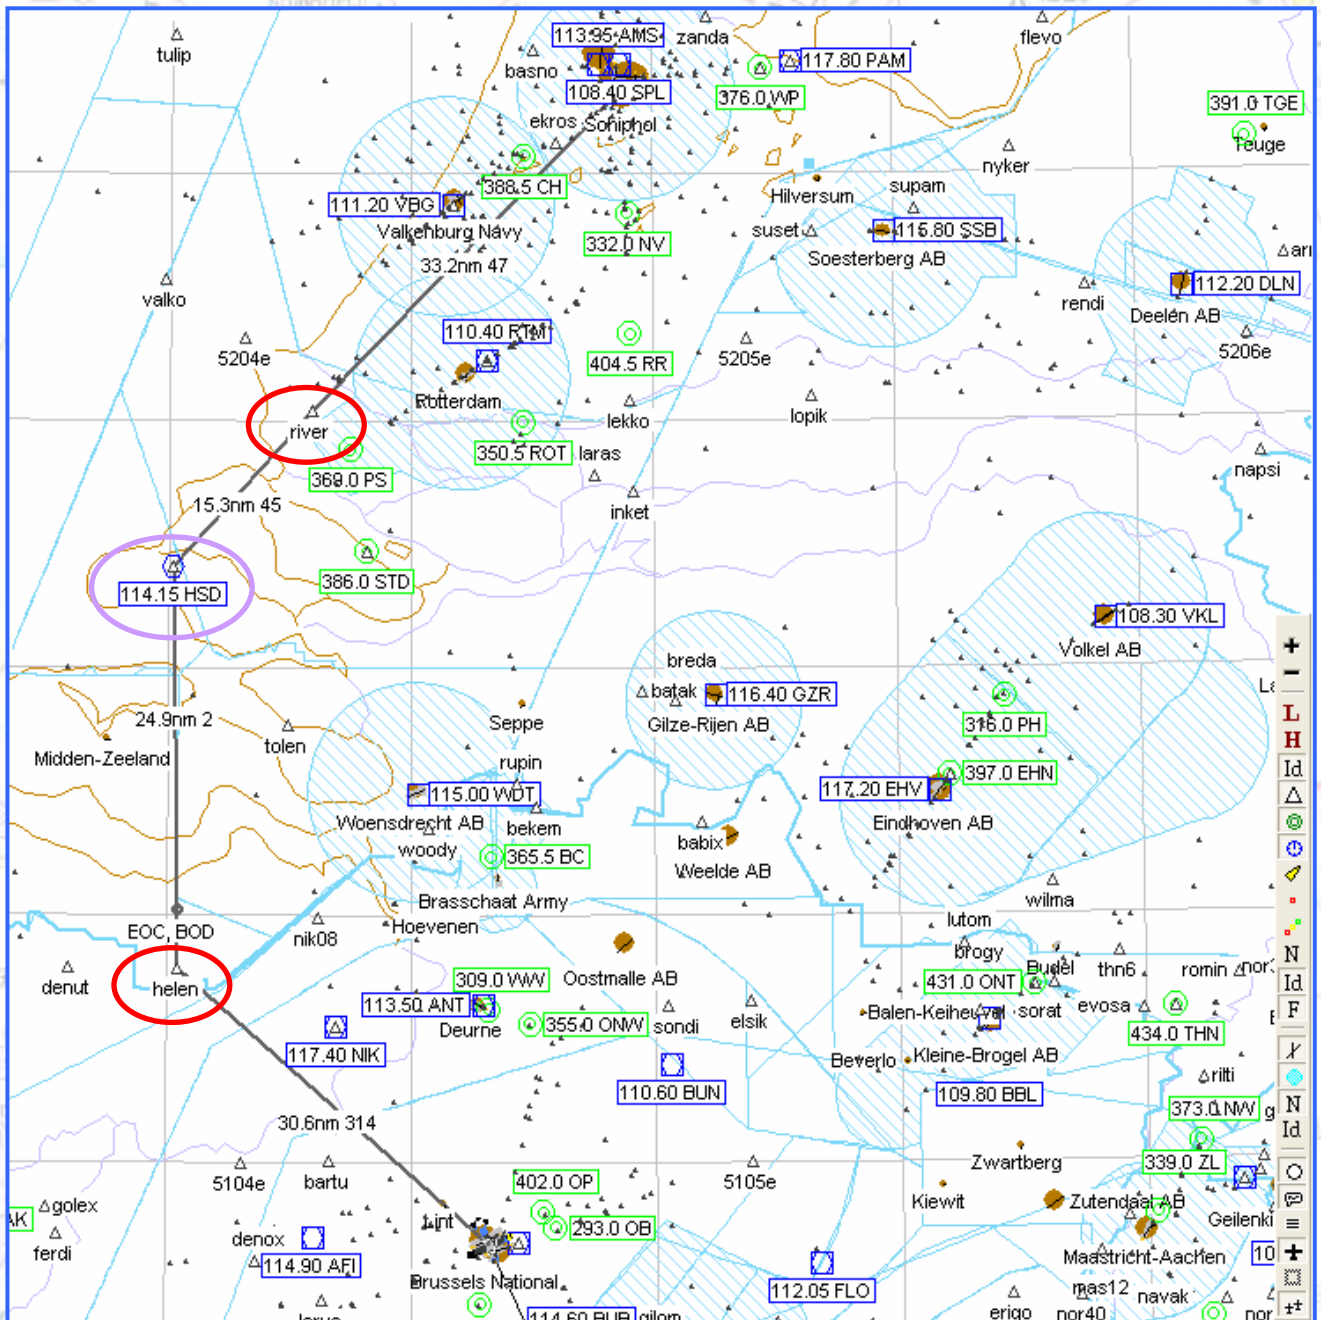 tulip
113.95 AMS
zanda
flevo
basno
117.80 PAM
108.40 SPL
376.0 WP
391.0 TGE
ekros
Schiphol
Teuge
nyker
388.5 CH
Hilversum
supam
111.20 VBG
Valkenburg Navy
332.0 NV
suset
115.80 SSB
Soesterberg AB
33.2nm 47
valko
rendi
112.20 DLN
Deelen AB
110.40 RTM
5204e
404.5 RR
5205e
5206e
Rotterdam
lekko
lopik
river
350.5 ROT
laras
napsi
369.0 PS
15.3nm 45
inket
386.0 STD
114.15 HSD
108.30 VKL
Volkel AB
breda
batak
116.40 GZR
Gilze-Rijen AB
24.9nm 2
Seppe
316.0 PH
L
H
tolen
Midden-Zeeland
rupin
397.0 EHN
Id
115.00 WDT
117.20 EHV
Woensdrecht AB
bekem
Eindhoven AB
woody
babix
365.5 BC
Weelde AB
Brasschaat Army
wilma
EOC, BOD
nik08
Hoevenen
lutom
brogy
N
denut
helen
309.0 WW
Oostmalle AB
431.0 ONT
Budel
thn6
romin
Id
113.50 ANT
Deurne
355.0 ONW
sondi
elsik
Balen-Keiheuvel
sorat
evosa
F
434.0 THN
117.40 NIK
Beverlo
Kleine-Brogel AB
110.60 BUN
109.80 BBL
ritti
373.0 NW
N
30.6nm 314
Id
Zwartberg
339.0 ZL
5104e
bartu
402.0 OP
5105e
Kiewit
Zutendaal AB
golex
Lint
293.0 OB
Geilenki
ferdi
denox
114.90 AFI
Brussels National
112.05 FLO
Maastricht-Aachen
mas12
navak
erigo
nor40
114.60 BUB